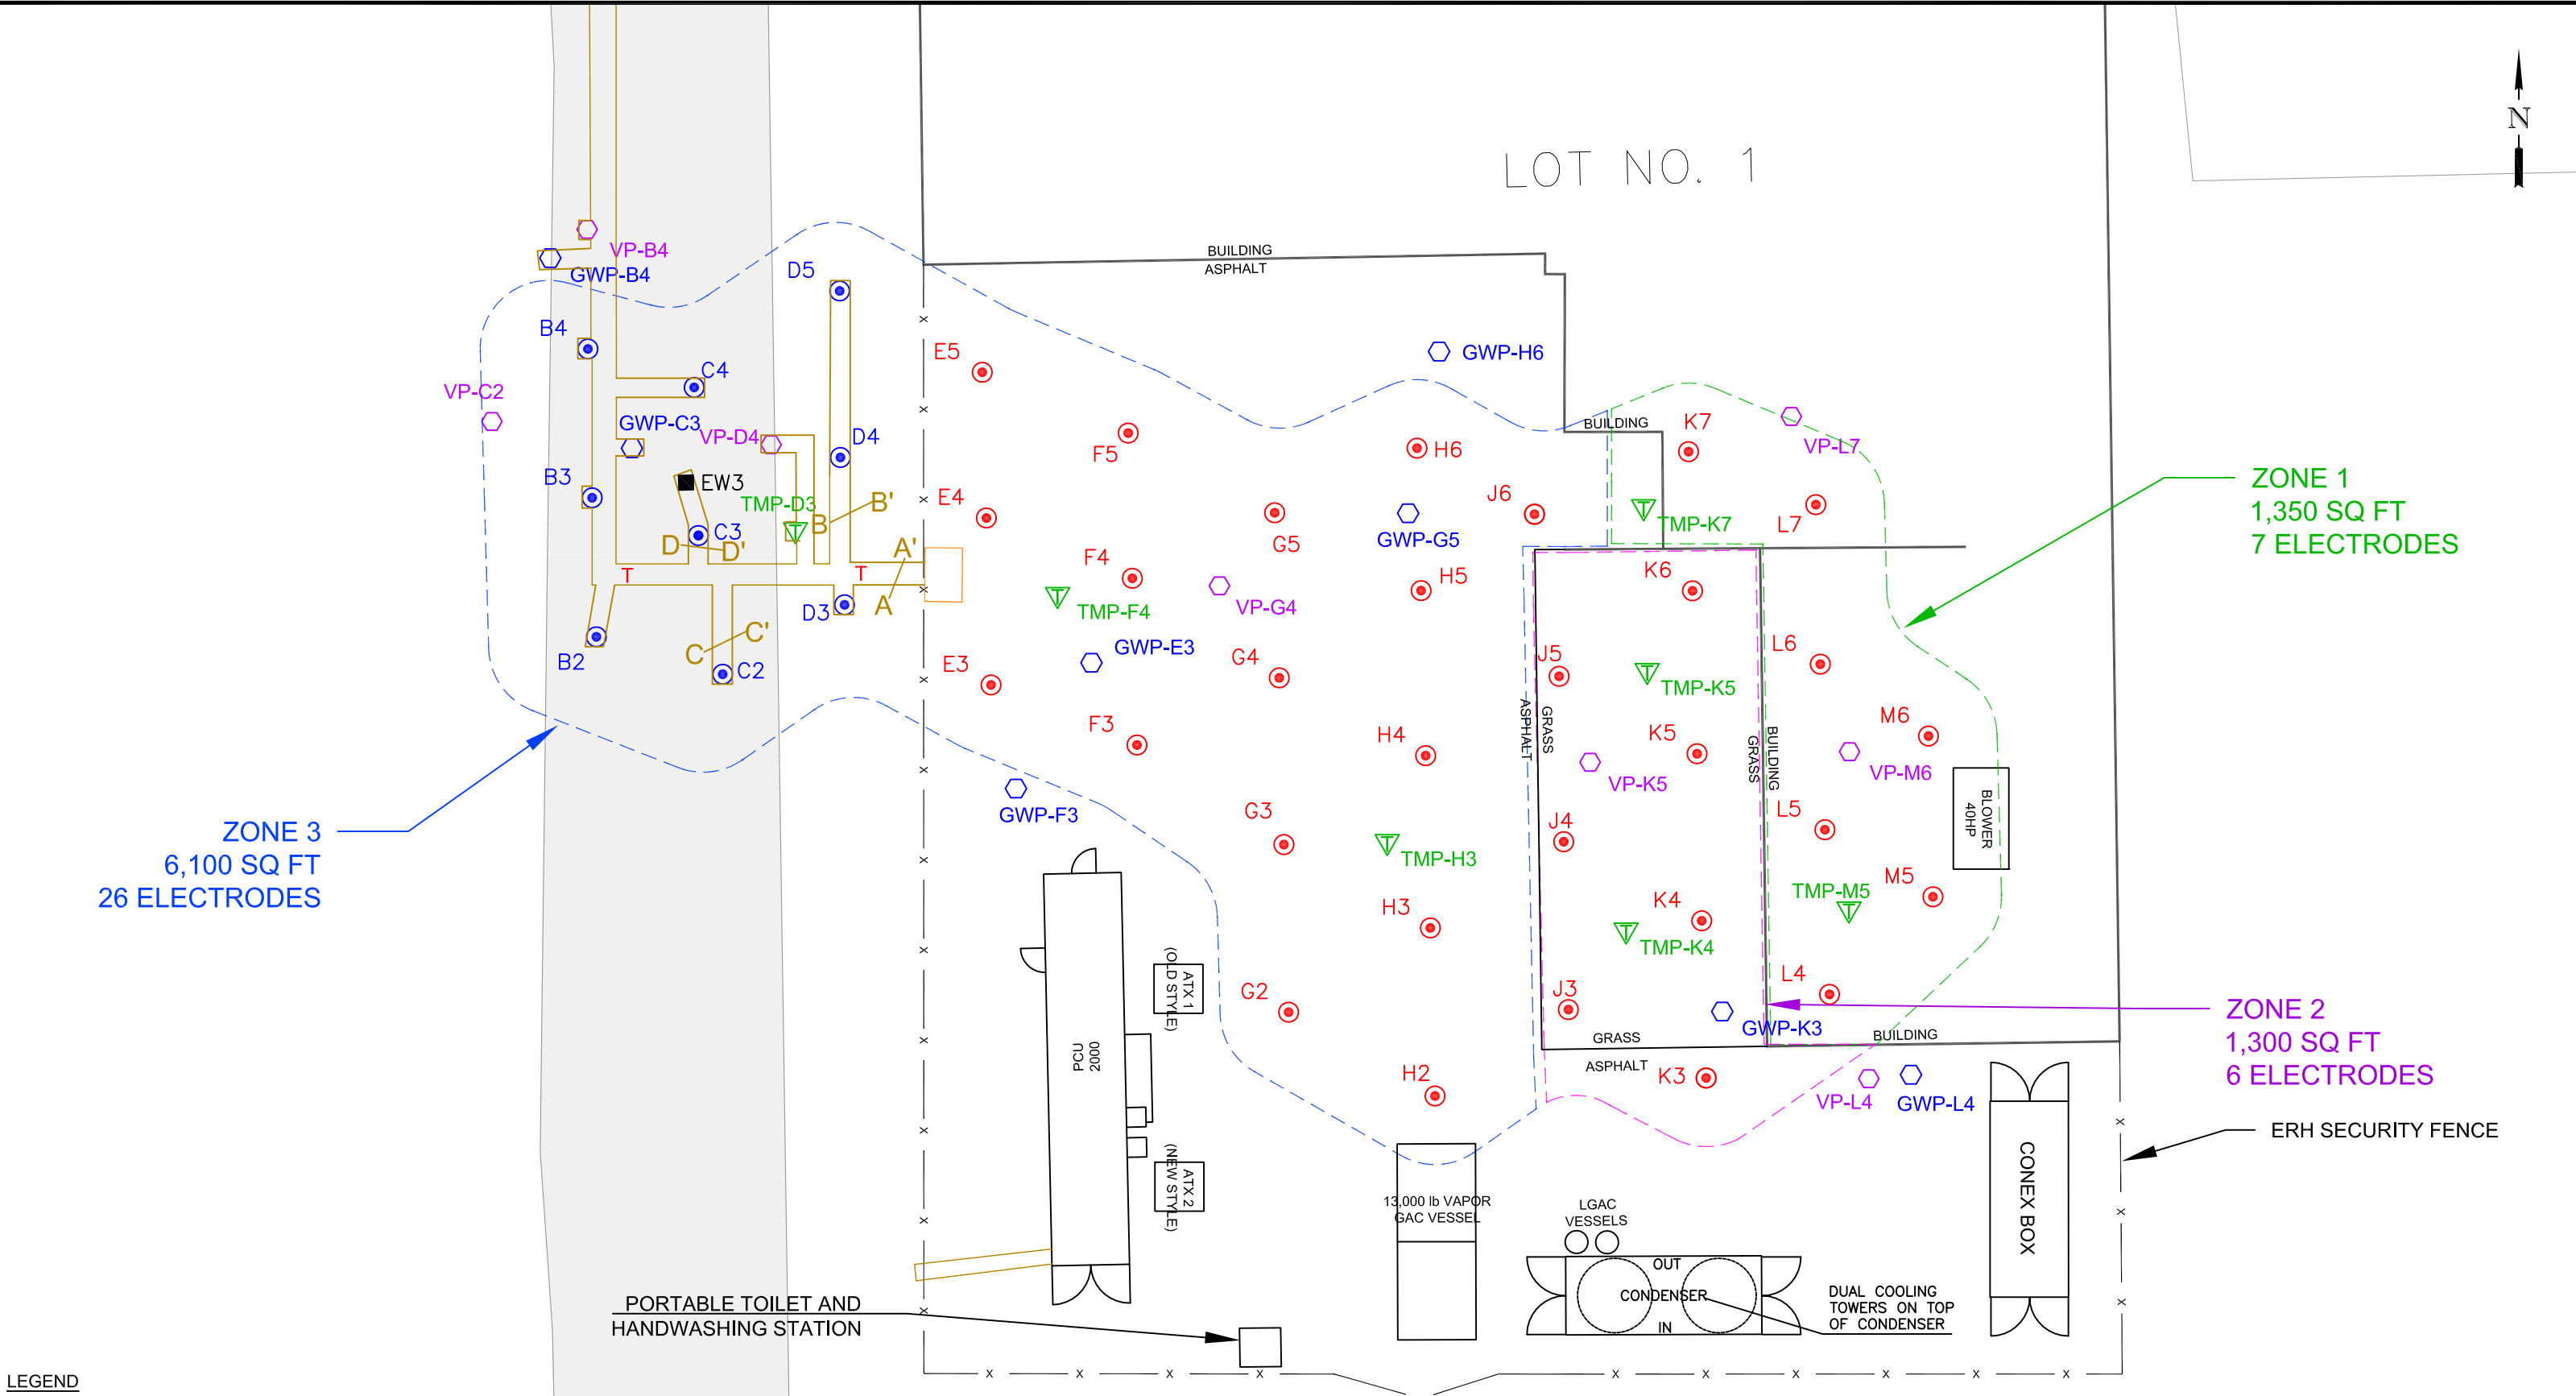 N
LOT NO. 1
BUILDING
ASPHALT
VP-B4
GWP-B4
D5
B4
C4
VP-C2
GWP-C3
VP-D4
D4
B3
EW3
TMP-D3
B
B'
C3
D
D'
A'
A
T
T
D3
C
C'
B2
C2
E5
F5
E4
F4
TMP-F4
GWP-E3
E3
F3
GWP-F3
G5
VP-G4
G4
G3
G2
GWP-H6
H6
GWP-G5
H5
H4
TMP-H3
H3
H2
J6
BUILDING
K7
VP-L7
TMP-K7
L7
K6
J5
TMP-K5
ASPHALT
GRASS
K5
VP-K5
GRASS
BUILDING
J4
K4
TMP-K4
J3
GWP-K3
GRASS
ASPHALT
K3
L6
M6
VP-M6
L5
BLOWER
40HP
M5
TMP-M5
L4
BUILDING
VP-L4
GWP-L4
ZONE 1
1,350 SQ FT
7 ELECTRODES
ZONE 2
1,300 SQ FT
6 ELECTRODES
ZONE 3
6,100 SQ FT
26 ELECTRODES
ERH SECURITY FENCE
PCU
2000
ATX 1
(OLD STYLE)
ATX 2
(NEW STYLE)
13,000 lb VAPOR
GAC VESSEL
LGAC
VESSELS
OUT
CONDENSER
IN
DUAL COOLING
TOWERS ON TOP
OF CONDENSER
CONEX BOX
PORTABLE TOILET AND
HANDWASHING STATION
LEGEND